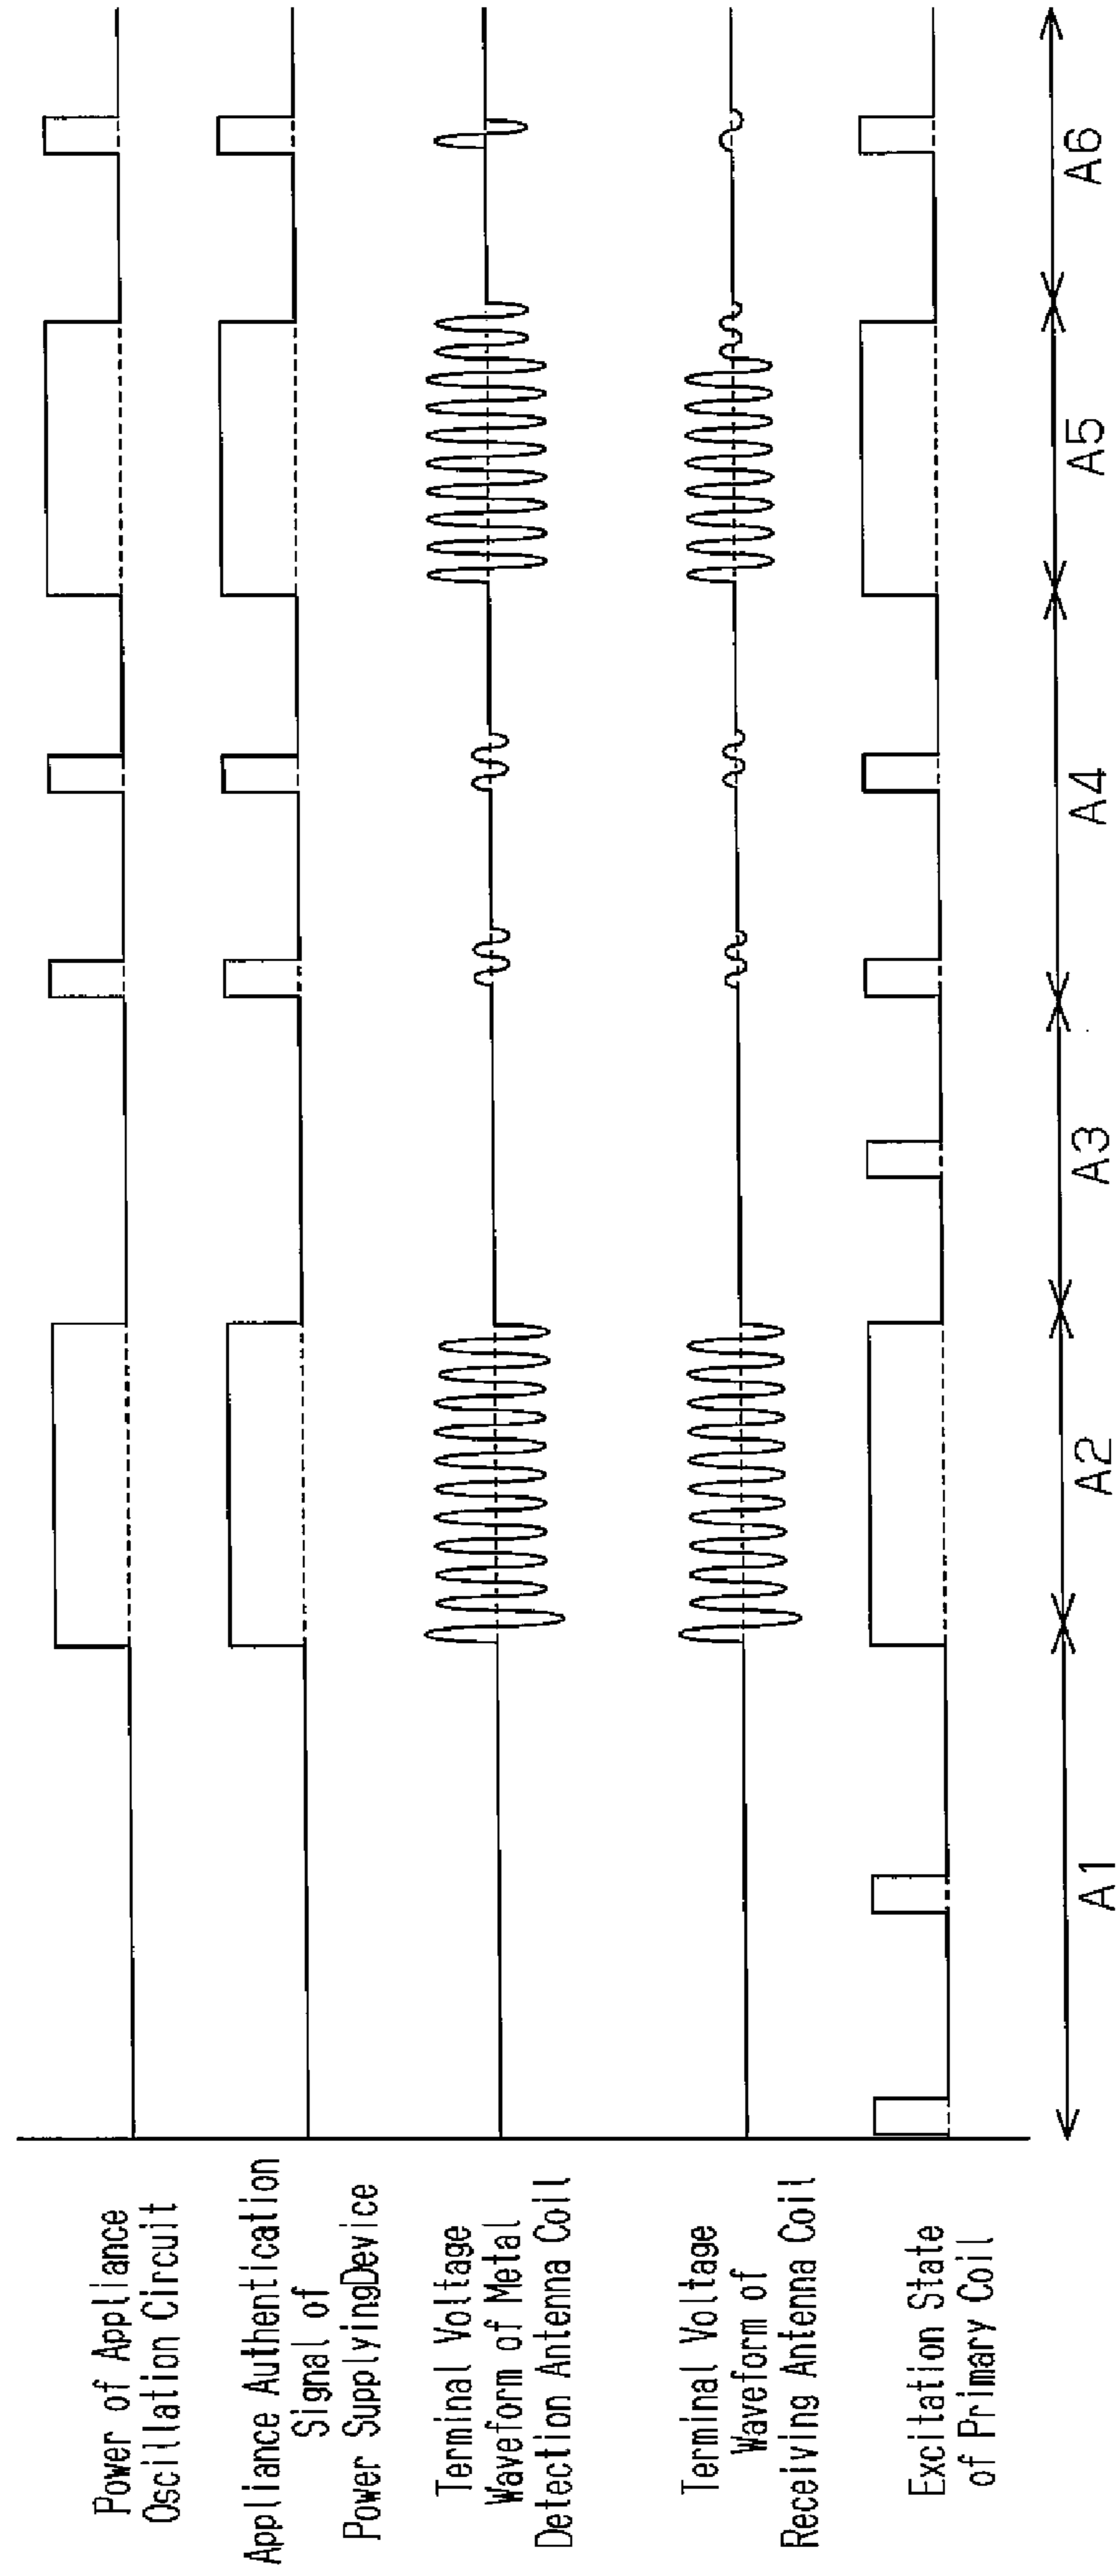 Power of Appliance
Oscillation Circuit
Appliance Authentication
Signal of
Power SupplyingDevice
Terminal Voltage
Waveform of Metal
Detection Antenna Coil
Terminal Voltage
Waveform of
Receiving Antenna Coil
Excitation State
of Primary Coil
A1
A2
A3
A4
A5
A6